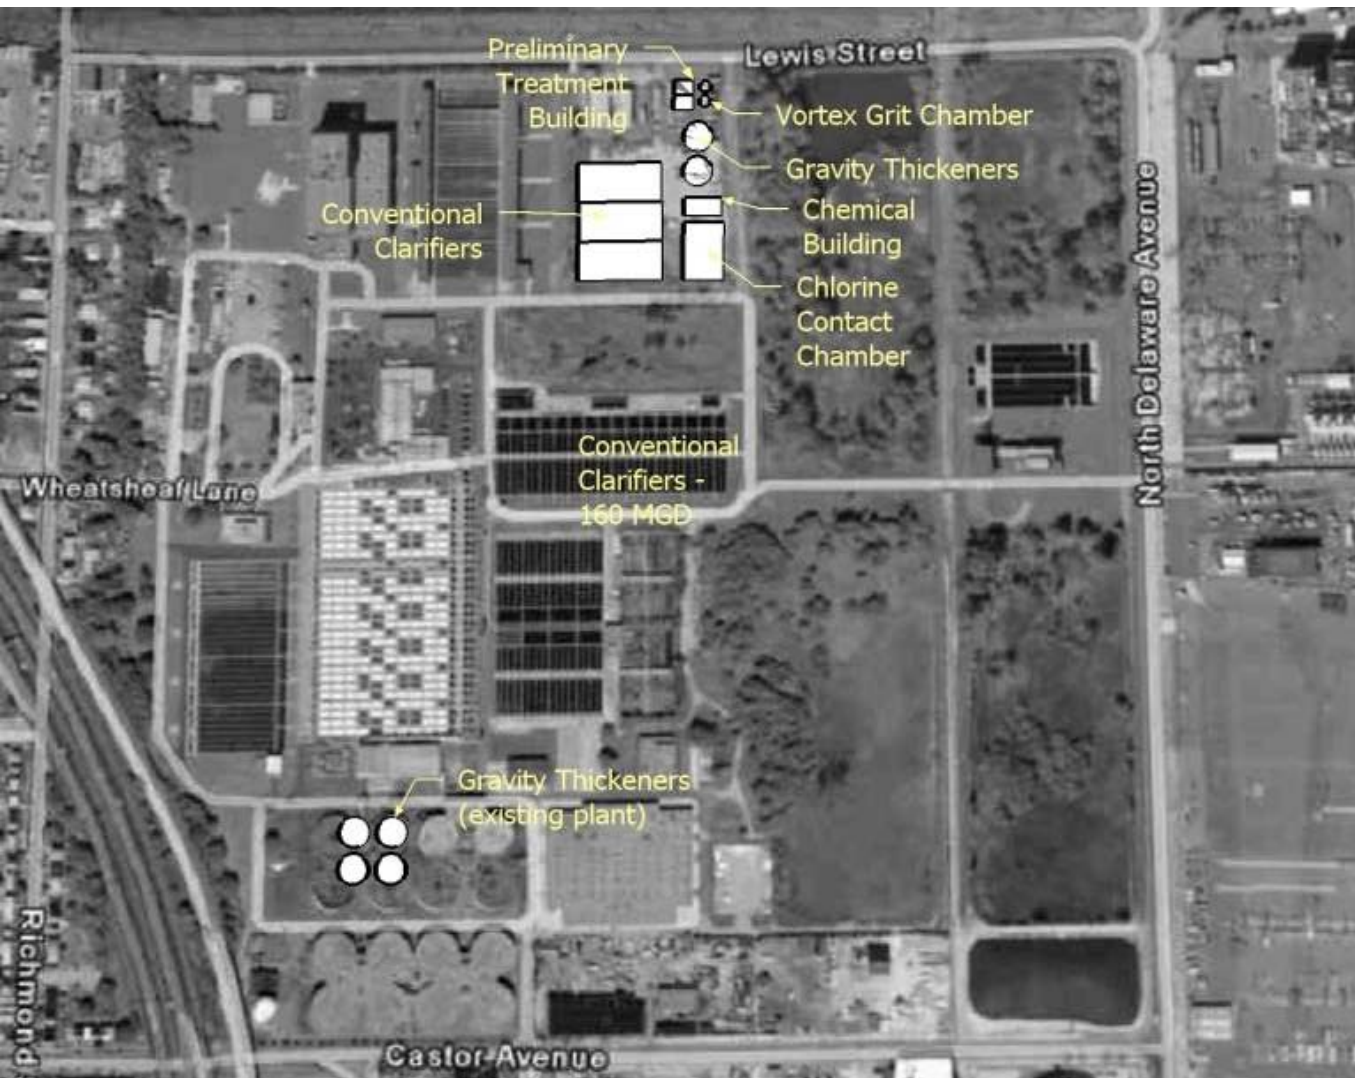 Preliminary
Treatment
Building
Lewis Street
Vortex Grit Chamber
Gravity Thickeners
Conventional
Clarifiers
Chemical
Building
Chlorine
Contact
Chamber
North Delaware Avenue
Conventional
Clarifiers -
160 MGD
Wheatsheaf Lane
Gravity Thickeners
(existing plant)
Richmond
Castor Avenue